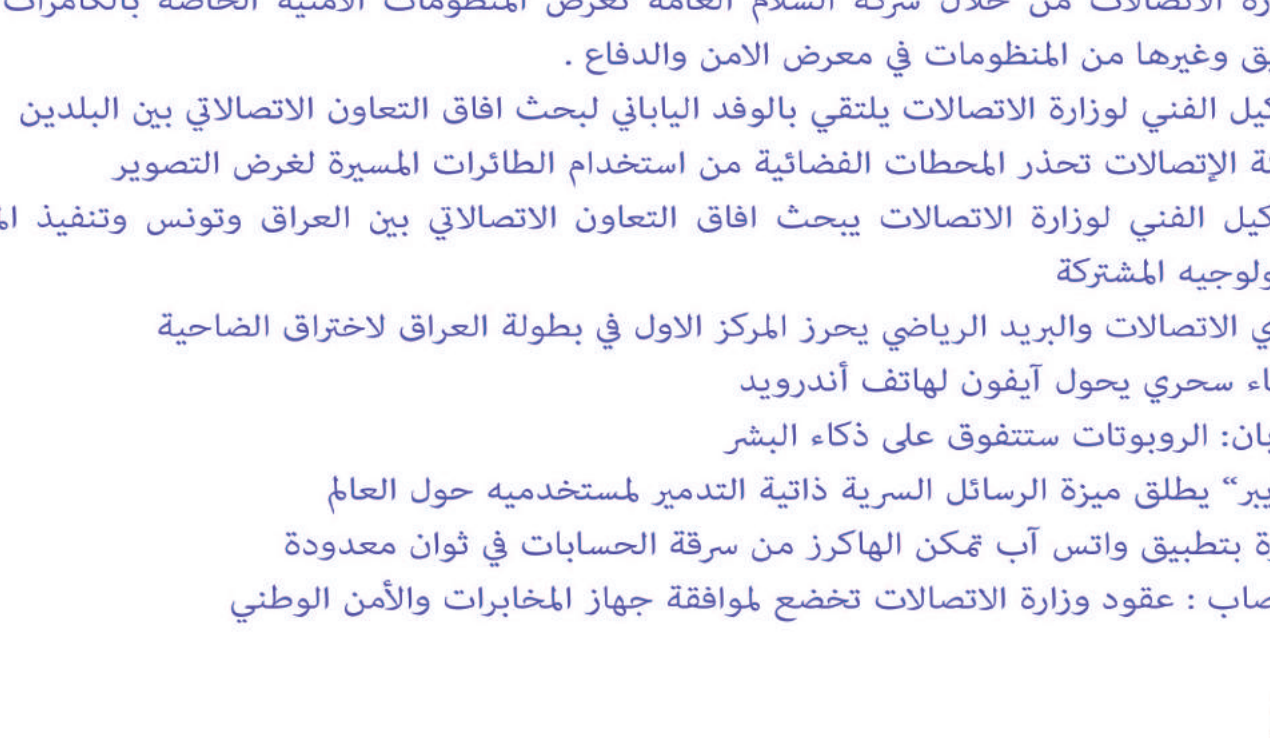 الاتصالات من خلال شركة السلام العامة تعرض المنظومات الامنية الخاصة بالكامرات
وغيرها من المنظومات في معرض الامن والدفاع .
الفني لوزارة الاتصالات يلتقي بالوفد الياباني لبحث افاق التعاون الاتصالاتي بين البلدين
الإتصالات تحذر المحطات الفضائية من استخدام الطائرات المسيرة لغرض التصوير
الفني لوزارة الاتصالات يبحث افاق التعاون الاتصالاتي بين العراق وتونس وتنفيذ
المشتركة
الاتصالات والبريد الرياضي يحرز المركز الاول في بطولة العراق لاختراق الضاحية
سحري يحول آيفون لهاتف أندرويد
الروبوتات ستتفوق على ذكاء البشر
يطلق ميزة الرسائل السرية ذاتية التدمير لمستخدميه حول العالم
بتطبيق واتس آب تمكن الهاكرز من سرقة الحسابات في ثوان معدودة
: عقود وزارة الاتصالات تخضع لموافقة جهاز المخابرات والأمن الوطني